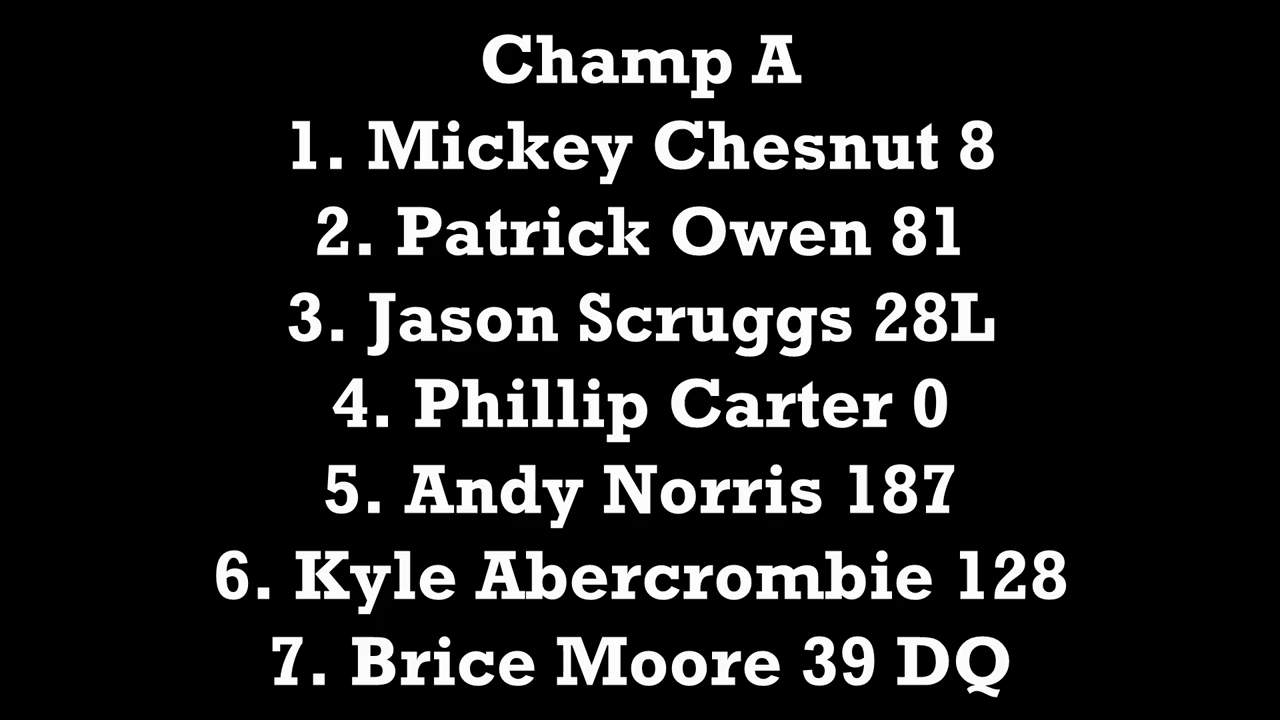 Champ A
1. Mickey Chesnut 8
2. Patrick Owen 81
3. Jason Scruggs 28L
4. Phillip Carter 0
5. Andy Norris 187
6. Kyle Abercrombie 128
7. Brice Moore 39 DQ